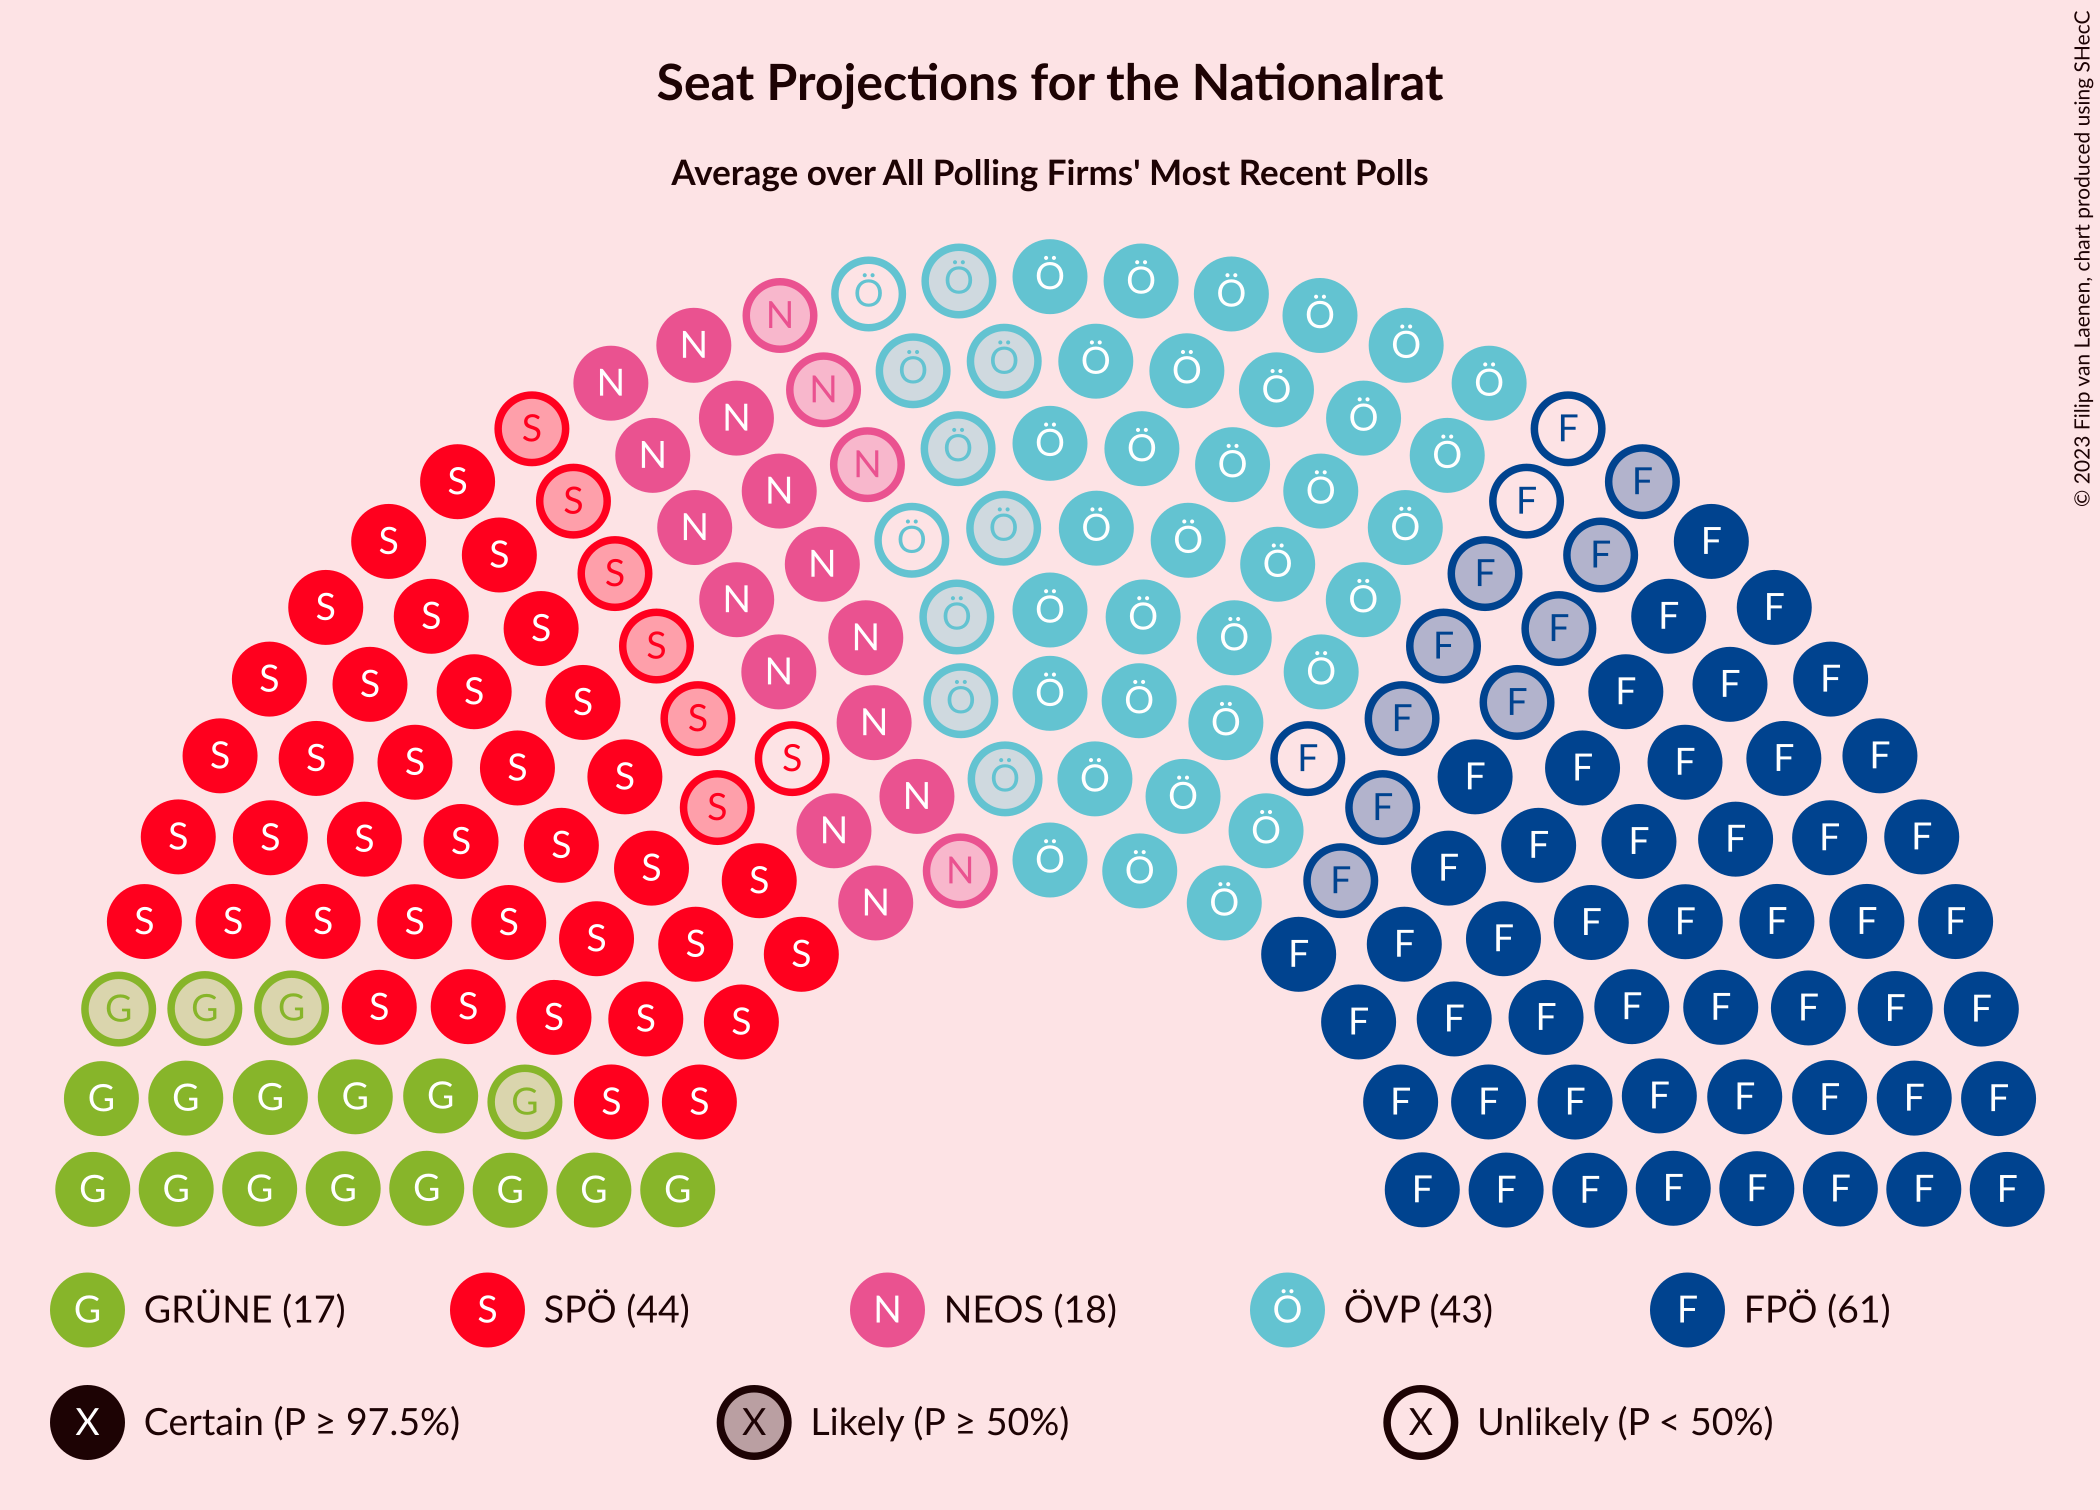 Seat Projections for the Nationalrat
Average over All Polling Firms' Most Recent Polls
© 2023 Filip van Laenen, chart produced using SHecC
Ö Ö Ö Ö Ö Ö Ö Ö
N N N S S S S S S S S
N N N S S S S S S S
N N N S S S S S S
G GRÜNE (17) S SPÖ (44) N NEOS (18) Ö ÖVP (43) F FPÖ (61)
X Certain (P ≥ 97.5%) X Likely (P ≥ 50%) X Unlikely (P < 50%)